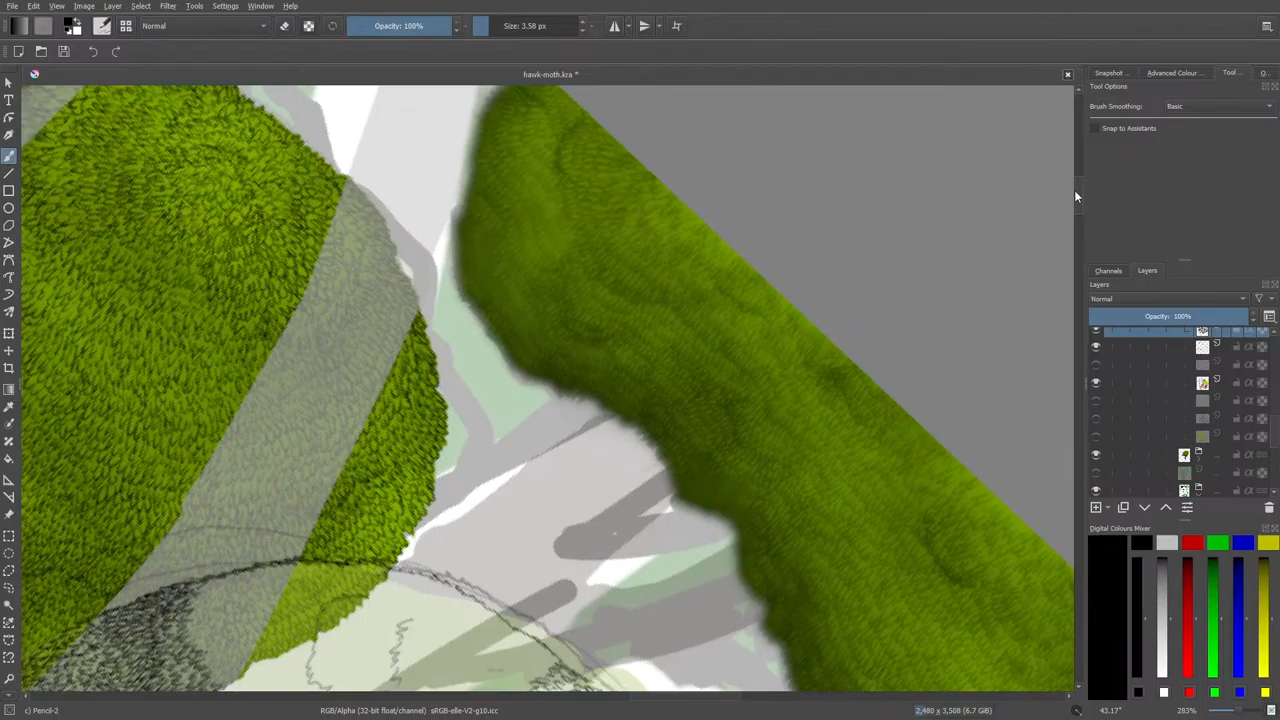 File Edit View Image Layer Select Filter Tools Settings Window Help
Normal Opacity: 100% Size: 3.58 px
hawk-moth.kra *
Snapshot ... Advanced Colour ... Tool ... O...
Tool Options
Brush Smoothing: Basic
Snap to Assistants
Channels Layers
Layers
Normal
Opacity: 100%
Digital Colours Mixer
c) Pencil-2 RGB/Alpha (32-bit float/channel) sRGB-elle-V2-g10.icc 2,480 x 3,508 (6.7 GiB) 43.17° 283%